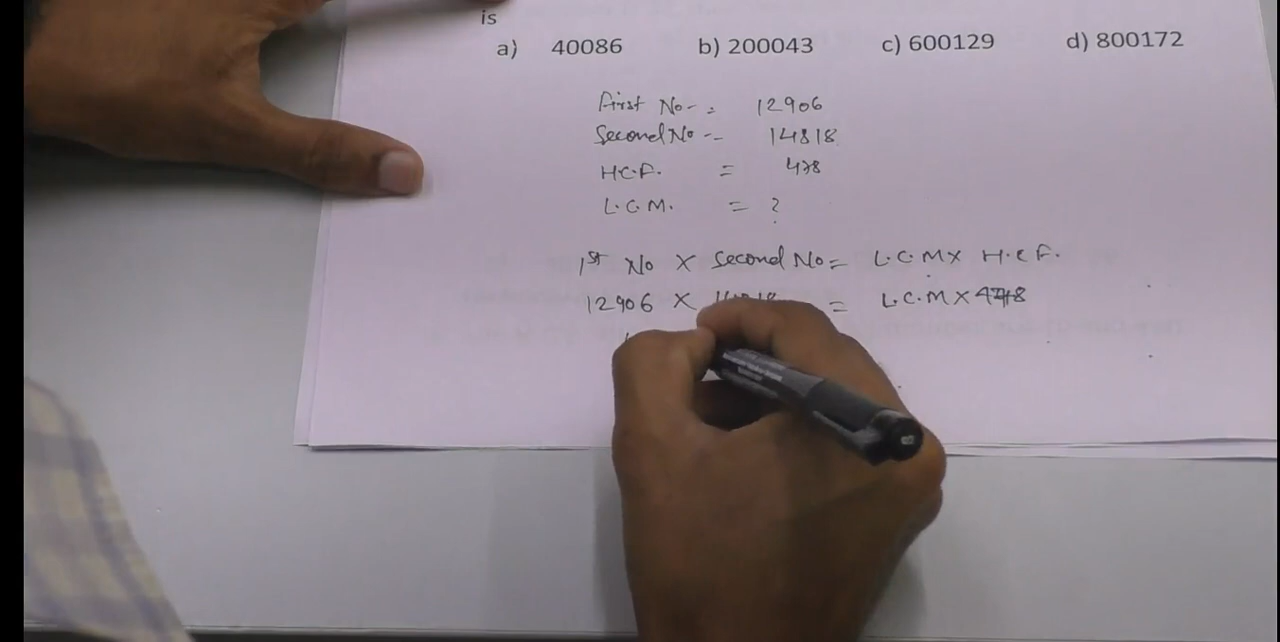 is
a) 40086 b) 200043 c) 600129 d) 800172
First No - = 12906
Second No - - 14818
H.C.F. = 478
L.C.M. = ?
1st No X Second No = L.C.M X H.C.F.
12906 X = L.C.M X 478